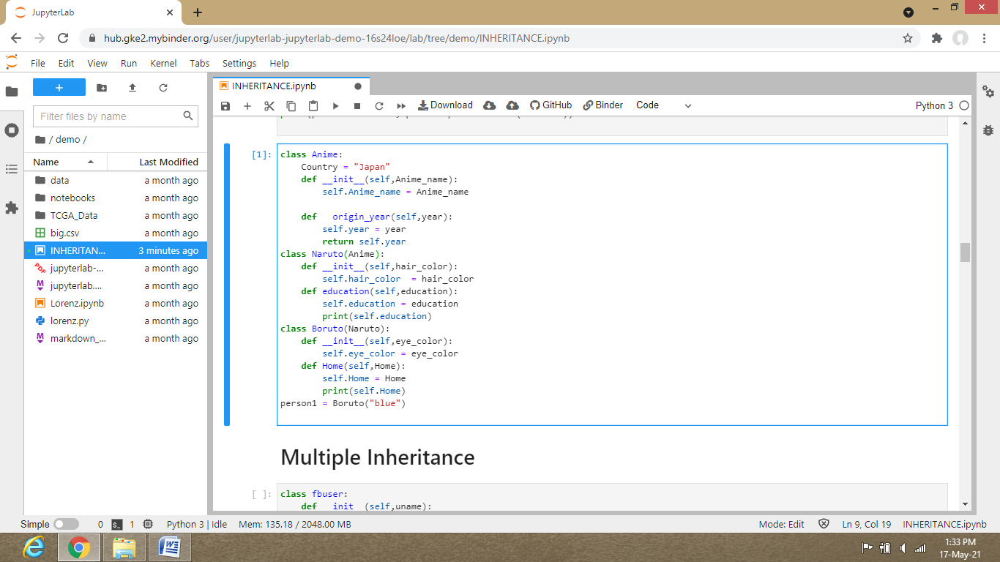 JupyterLab
hub.gke2.mybinder.org/user/jupyterlab-jupyterlab-demo-16s24loe/lab/tree/demo/INHERITANCE.ipynb
File Edit View Run Kernel Tabs Settings Help
INHERITANCE.ipynb
Download GitHub Binder Code Python 3
Filter files by name
/ demo /
Name Last Modified
data a month ago
notebooks a month ago
TCGA_Data a month ago
big.csv a month ago
INHERITAN... 3 minutes ago
jupyterlab-... a month ago
jupyterlab.... a month ago
Lorenz.ipynb a month ago
lorenz.py a month ago
markdown_... a month ago
[1]:
class Anime:
    Country = "Japan"
    def __init__(self,Anime_name):
        self.Anime_name = Anime_name
    def   origin_year(self,year):
        self.year = year
        return self.year
class Naruto(Anime):
    def __init__(self,hair_color):
        self.hair_color  = hair_color
    def education(self,education):
        self.education = education
        print(self.education)
class Boruto(Naruto):
    def __init__(self,eye_color):
        self.eye_color = eye_color
    def Home(self,Home):
        self.Home = Home
        print(self.Home)
person1 = Boruto("blue")
Multiple Inheritance
[ ]:
class fbuser:
    def __init__(self,uname):
Simple 0 $_ 1 Python 3 | Idle Mem: 135.18 / 2048.00 MB Mode: Edit Ln 9, Col 19 INHERITANCE.ipynb
1:33 PM
17-May-21